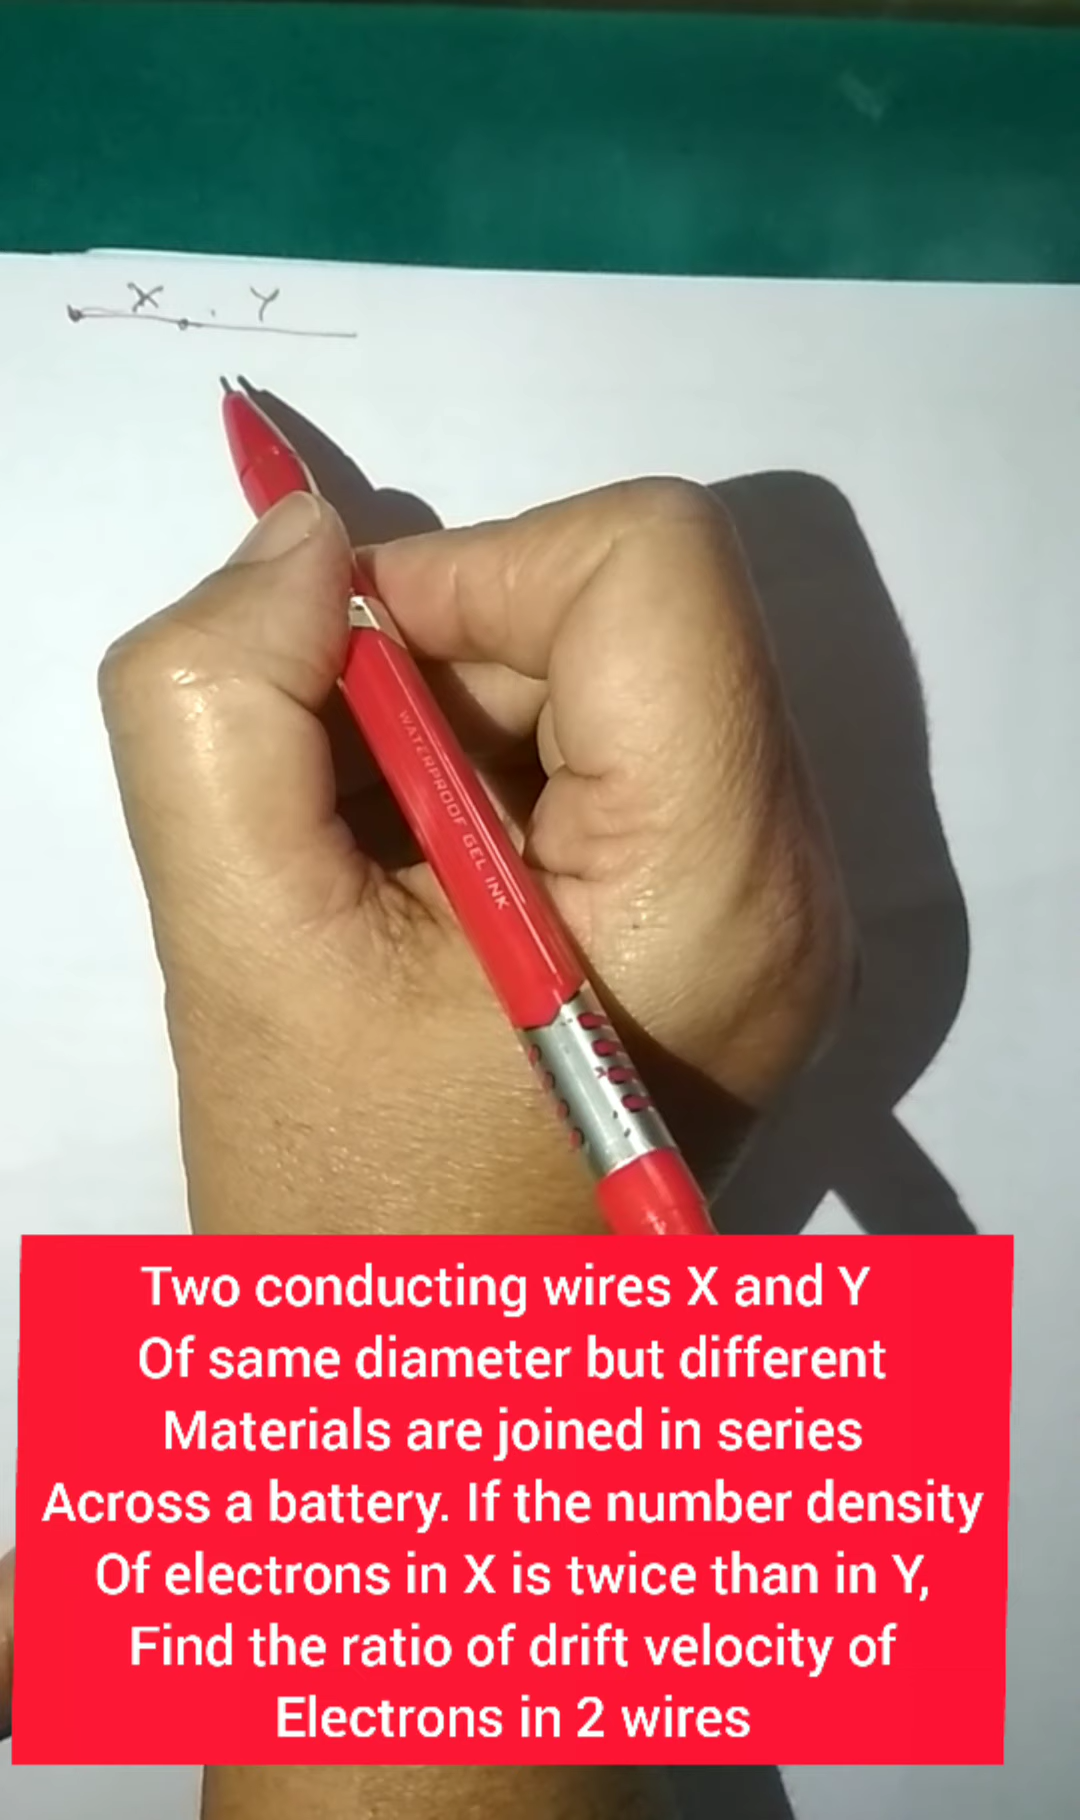 X . Y
WATERPROOF GEL INK
Two conducting wires X and Y
Of same diameter but different
Materials are joined in series
Across a battery. If the number density
Of electrons in X is twice than in Y,
Find the ratio of drift velocity of
Electrons in 2 wires